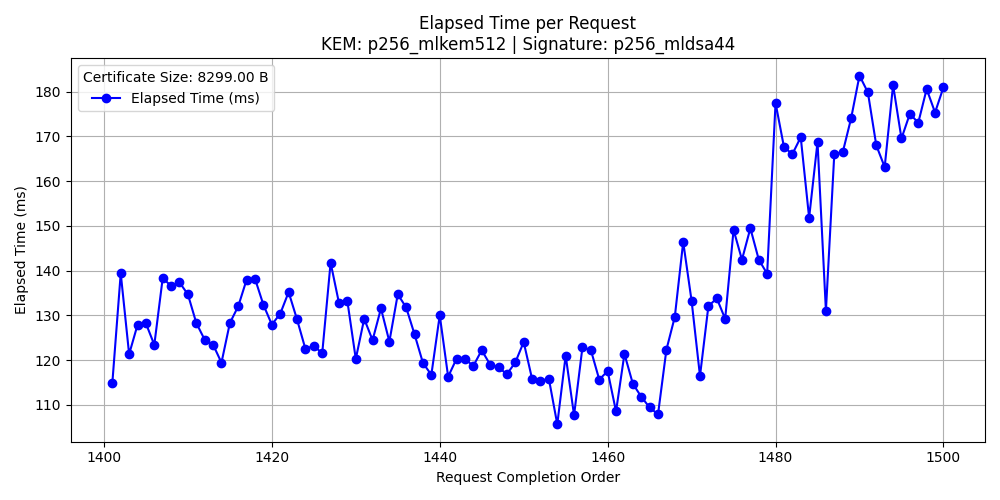 Elapsed Time per Request
KEM: p256_mlkem512 | Signature: p256_mldsa44
Certificate Size: 8299.00 B
Elapsed Time (ms)
Elapsed Time (ms)
180
170
160
150
140
130
120
110
1400 1420 1440 1460 1480 1500
Request Completion Order